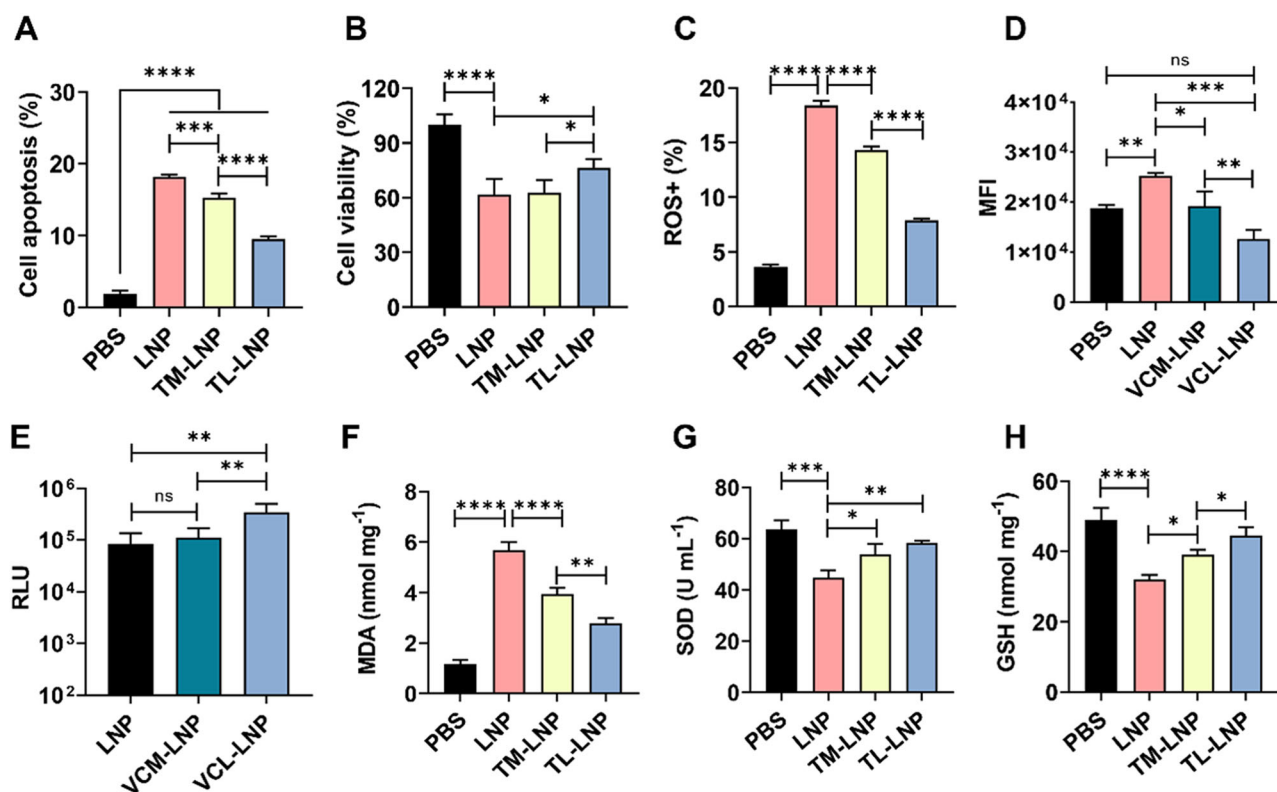 A
Cell apoptosis (%)
30
20
10
0
****
***
****
PBS
LNP
TM-LNP
TL-LNP
B
Cell viability (%)
120
90
60
30
0
****
*
*
PBS
LNP
TM-LNP
TL-LNP
C
ROS+ (%)
20
15
10
5
0
****
****
****
PBS
LNP
TM-LNP
TL-LNP
D
MFI
4×10⁴
3×10⁴
2×10⁴
1×10⁴
0
ns
***
*
**
**
PBS
LNP
VCM-LNP
VCL-LNP
E
RLU
10⁶
10⁵
10⁴
10³
10²
**
**
ns
LNP
VCM-LNP
VCL-LNP
F
MDA (nmol mg⁻¹)
8
6
4
2
0
****
****
**
PBS
LNP
TM-LNP
TL-LNP
G
SOD (U mL⁻¹)
80
60
40
20
0
***
**
*
PBS
LNP
TM-LNP
TL-LNP
H
GSH (nmol mg⁻¹)
60
40
20
0
****
*
*
PBS
LNP
TM-LNP
TL-LNP